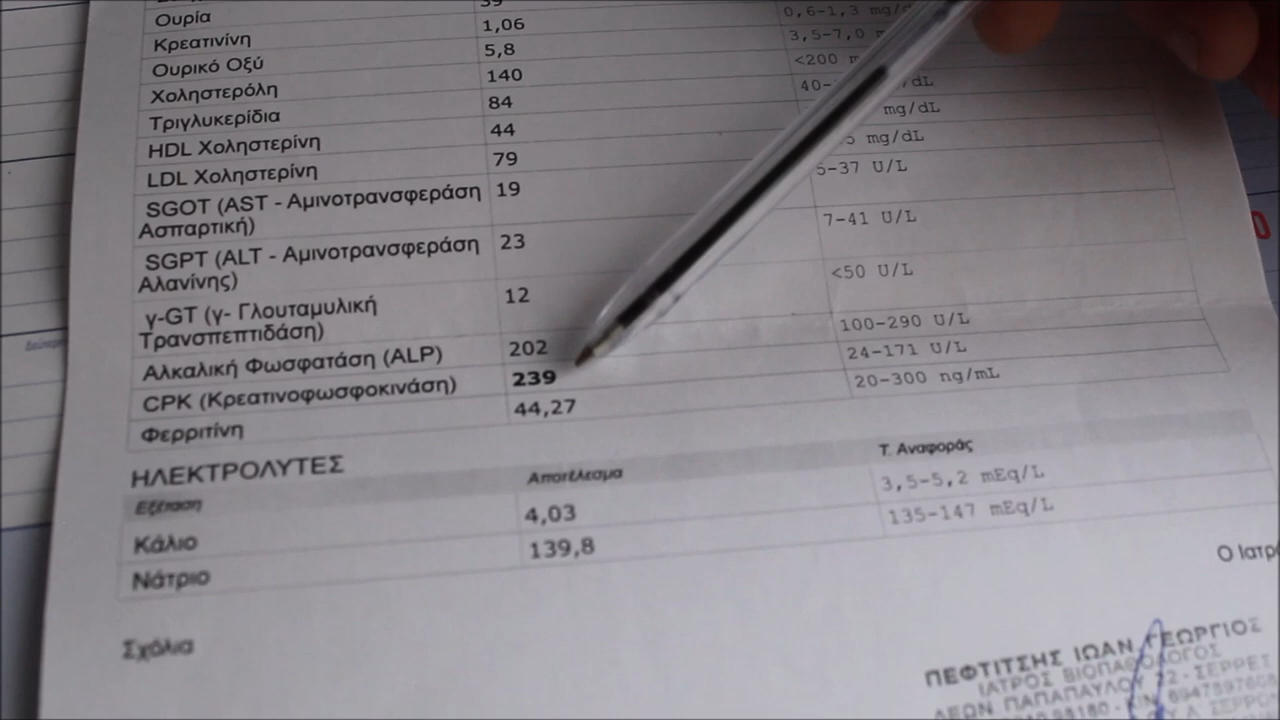 Ουρία 39
Κρεατινίνη 1,06 0,6-1,3 mg/
Ουρικό Οξύ 5,8 3,5-7,0
Χοληστερόλη 140 <200
Τριγλυκερίδια 84 40- /dL
HDL Χοληστερίνη 44 mg/dL
LDL Χοληστερίνη 79 5 mg/dL
SGOT (AST - Αμινοτρανσφεράση 19 5-37 U/L
Ασπαρτική)
SGPT (ALT - Αμινοτρανσφεράση 23 7-41 U/L
Αλανίνης)
γ-GT (γ- Γλουταμυλική 12 <50 U/L
Τρανσπεπτιδάση)
Αλκαλική Φωσφατάση (ALP) 202 100-290 U/L
CPK (Κρεατινοφωσφοκινάση) 239 24-171 U/L
Φερριτίνη 44,27 20-300 ng/mL
ΗΛΕΚΤΡΟΛΥΤΕΣ
Εξέταση Αποτέλεσμα Τ. Αναφοράς
Κάλιο 4,03 3,5-5,2 mEq/L
Νάτριο 139,8 135-147 mEq/L
Ο Ιατρ
Σχόλια
ΠΕΦΤΙΤΣΗΣ ΙΩΑΝ ΓΕΩΡΓΙΟΣ
ΙΑΤΡΟΣ ΒΙΟΠΑΘΟΛΟΓΟΣ
ΛΕΩΝ ΠΑΠΑΠΑΥΛΟΥ 22 - ΣΕΡΡΕΣ